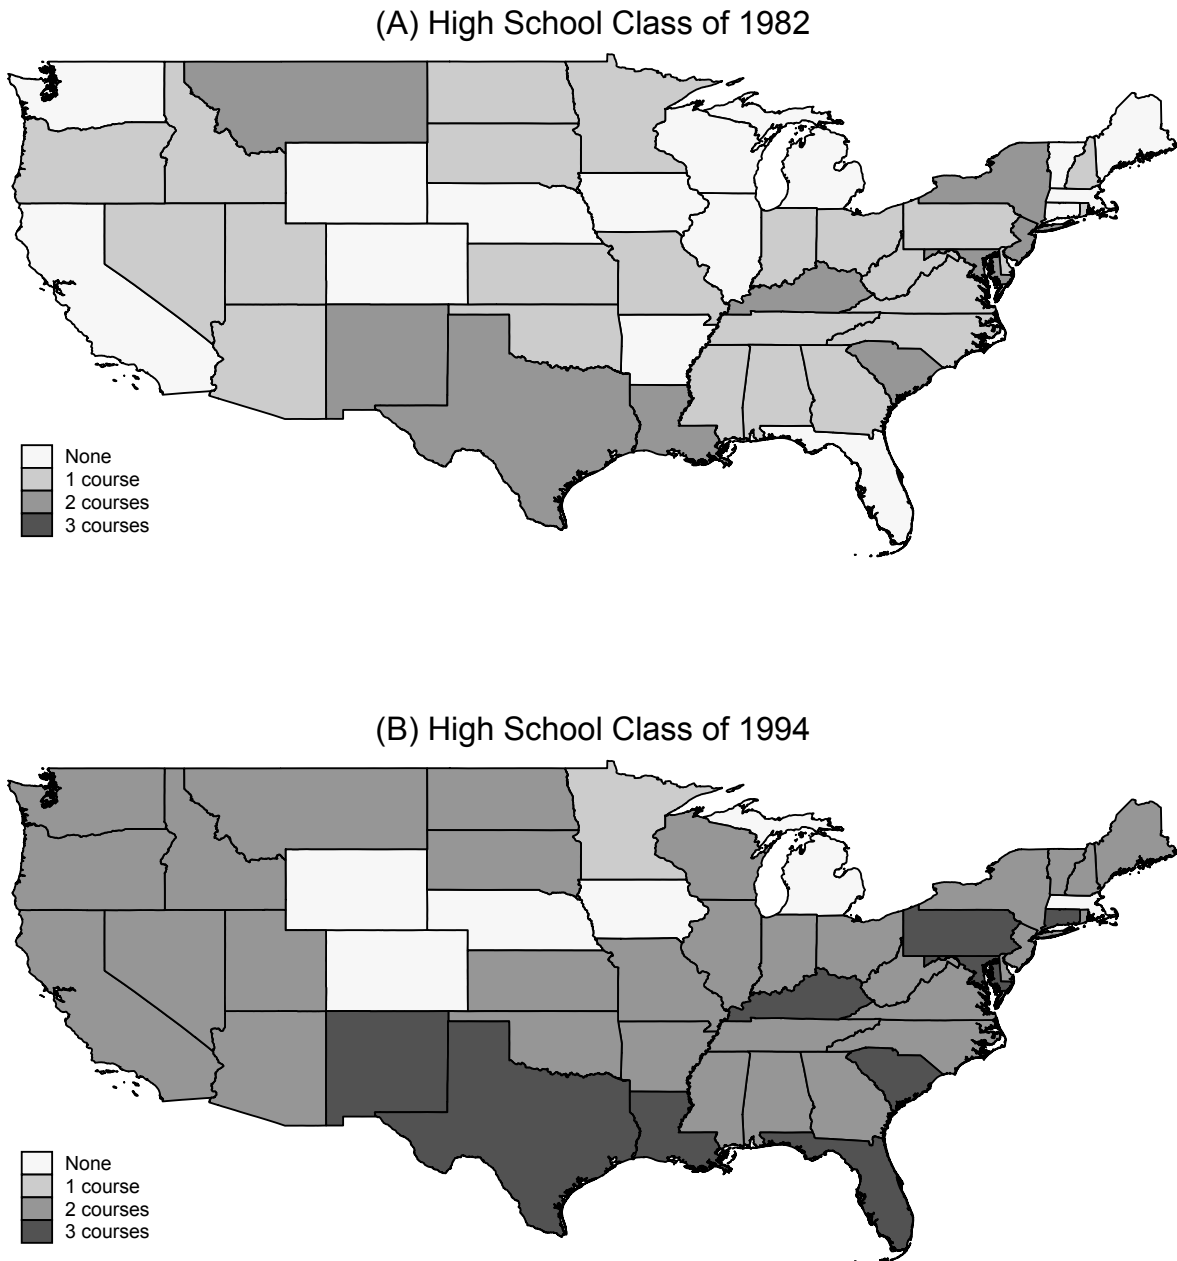 (A) High School Class of 1982
None
1 course
2 courses
3 courses
(B) High School Class of 1994
None
1 course
2 courses
3 courses